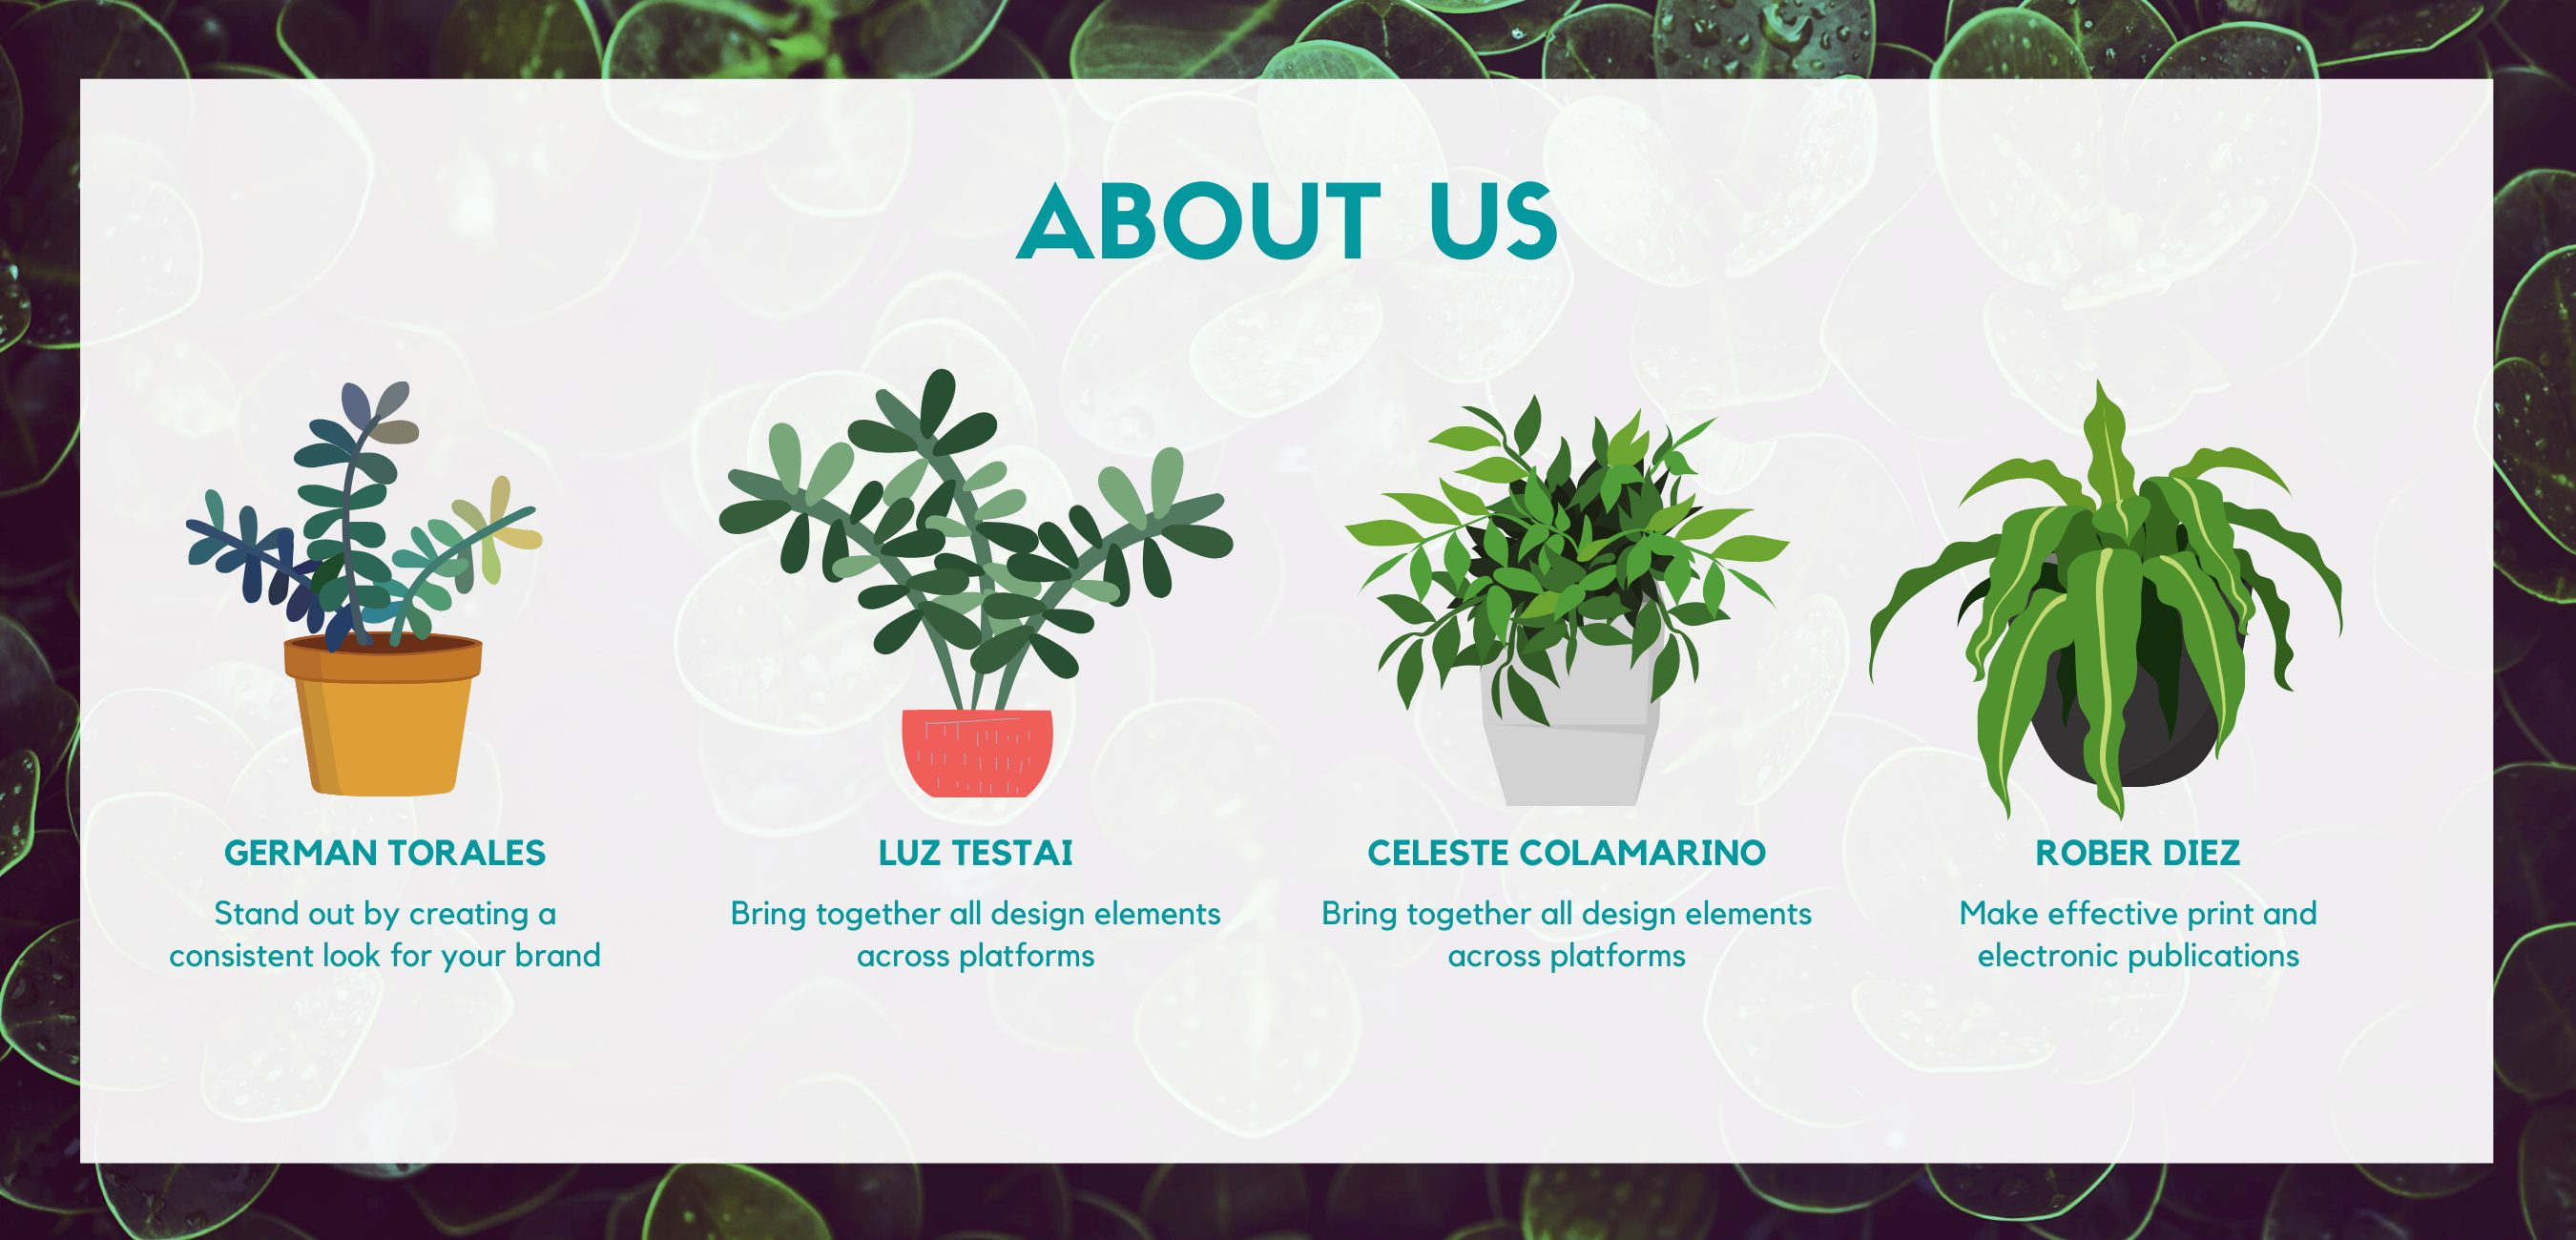 ABOUT US
GERMAN TORALES
Stand out by creating a
consistent look for your brand
LUZ TESTAI
Bring together all design elements
across platforms
CELESTE COLAMARINO
Bring together all design elements
across platforms
ROBER DIEZ
Make effective print and
electronic publications